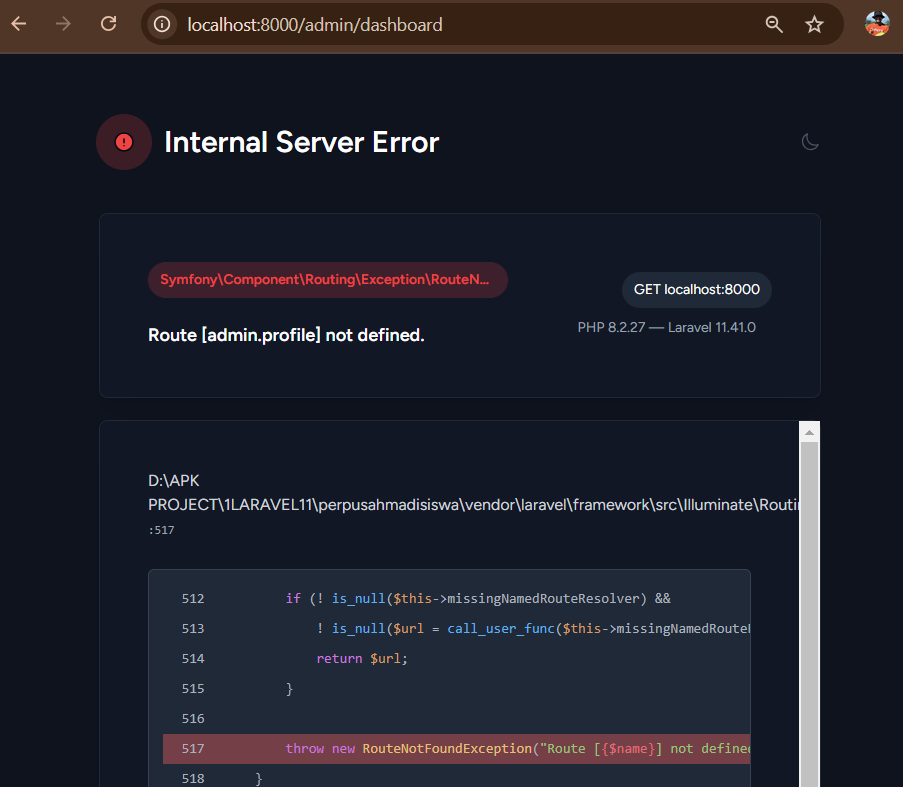 localhost:8000/admin/dashboard
Internal Server Error
Symfony\Component\Routing\Exception\RouteN...
GET localhost:8000
Route [admin.profile] not defined.
PHP 8.2.27 — Laravel 11.41.0
D:\APK
PROJECT\1LARAVEL11\perpusahmadisiswa\vendor\laravel\framework\src\Illuminate\Routin
:517
512 if (! is_null($this->missingNamedRouteResolver) &&
513 ! is_null($url = call_user_func($this->missingNamedRouteR
514 return $url;
515 }
516
517 throw new RouteNotFoundException("Route [{$name}] not defined
518 }